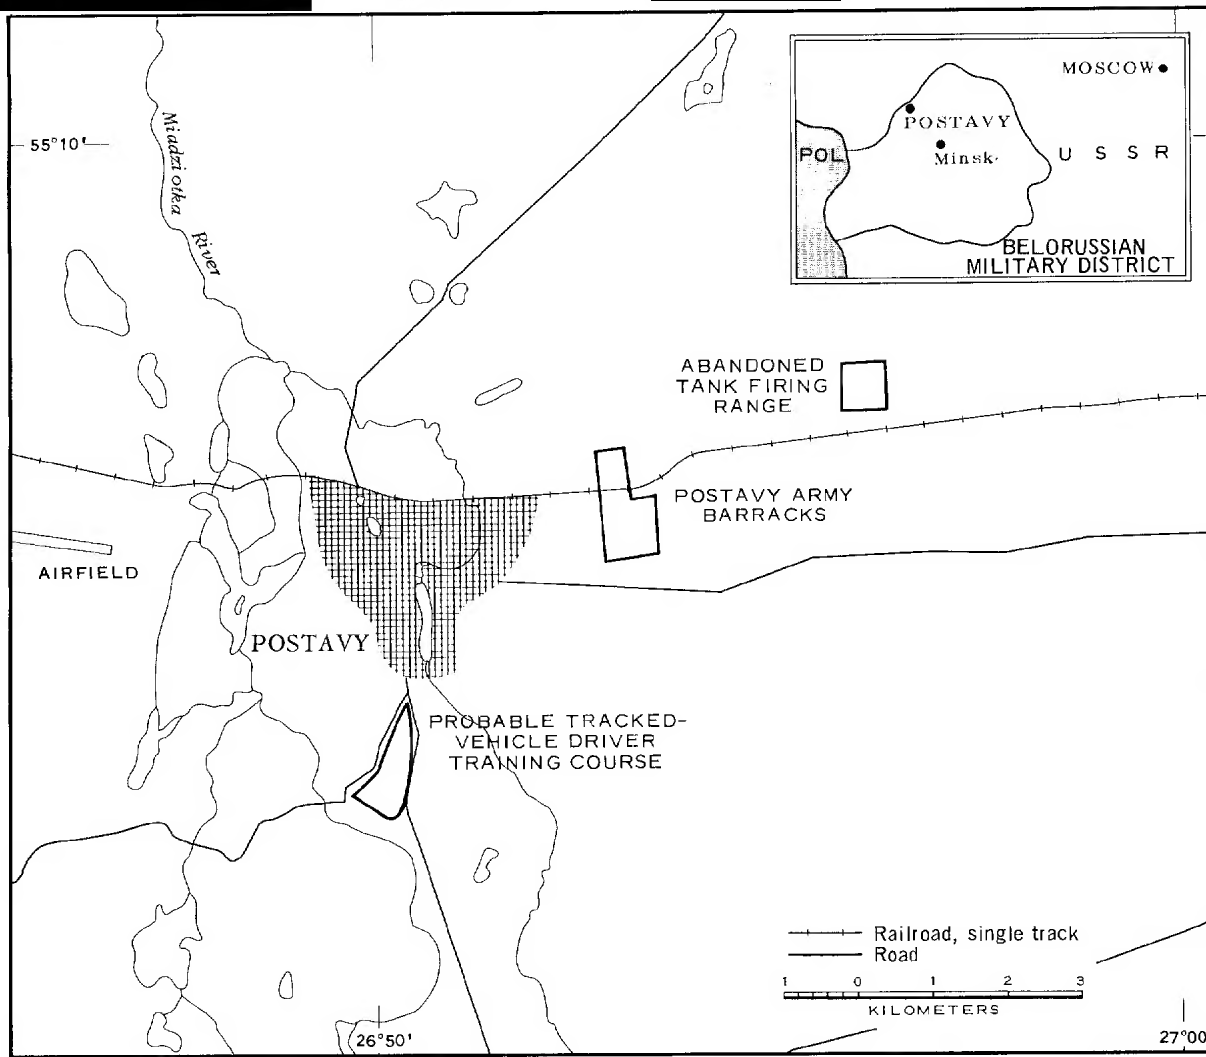 55°10'
Miadziotka
River
MOSCOW
POSTAVY
Minsk
POL
U S S R
BELORUSSIAN
MILITARY DISTRICT
ABANDONED
TANK FIRING
RANGE
POSTAVY ARMY
BARRACKS
AIRFIELD
POSTAVY
PROBABLE TRACKED-
VEHICLE DRIVER
TRAINING COURSE
Railroad, single track
Road
1 0 1 2 3
KILOMETERS
26°50'
27°00